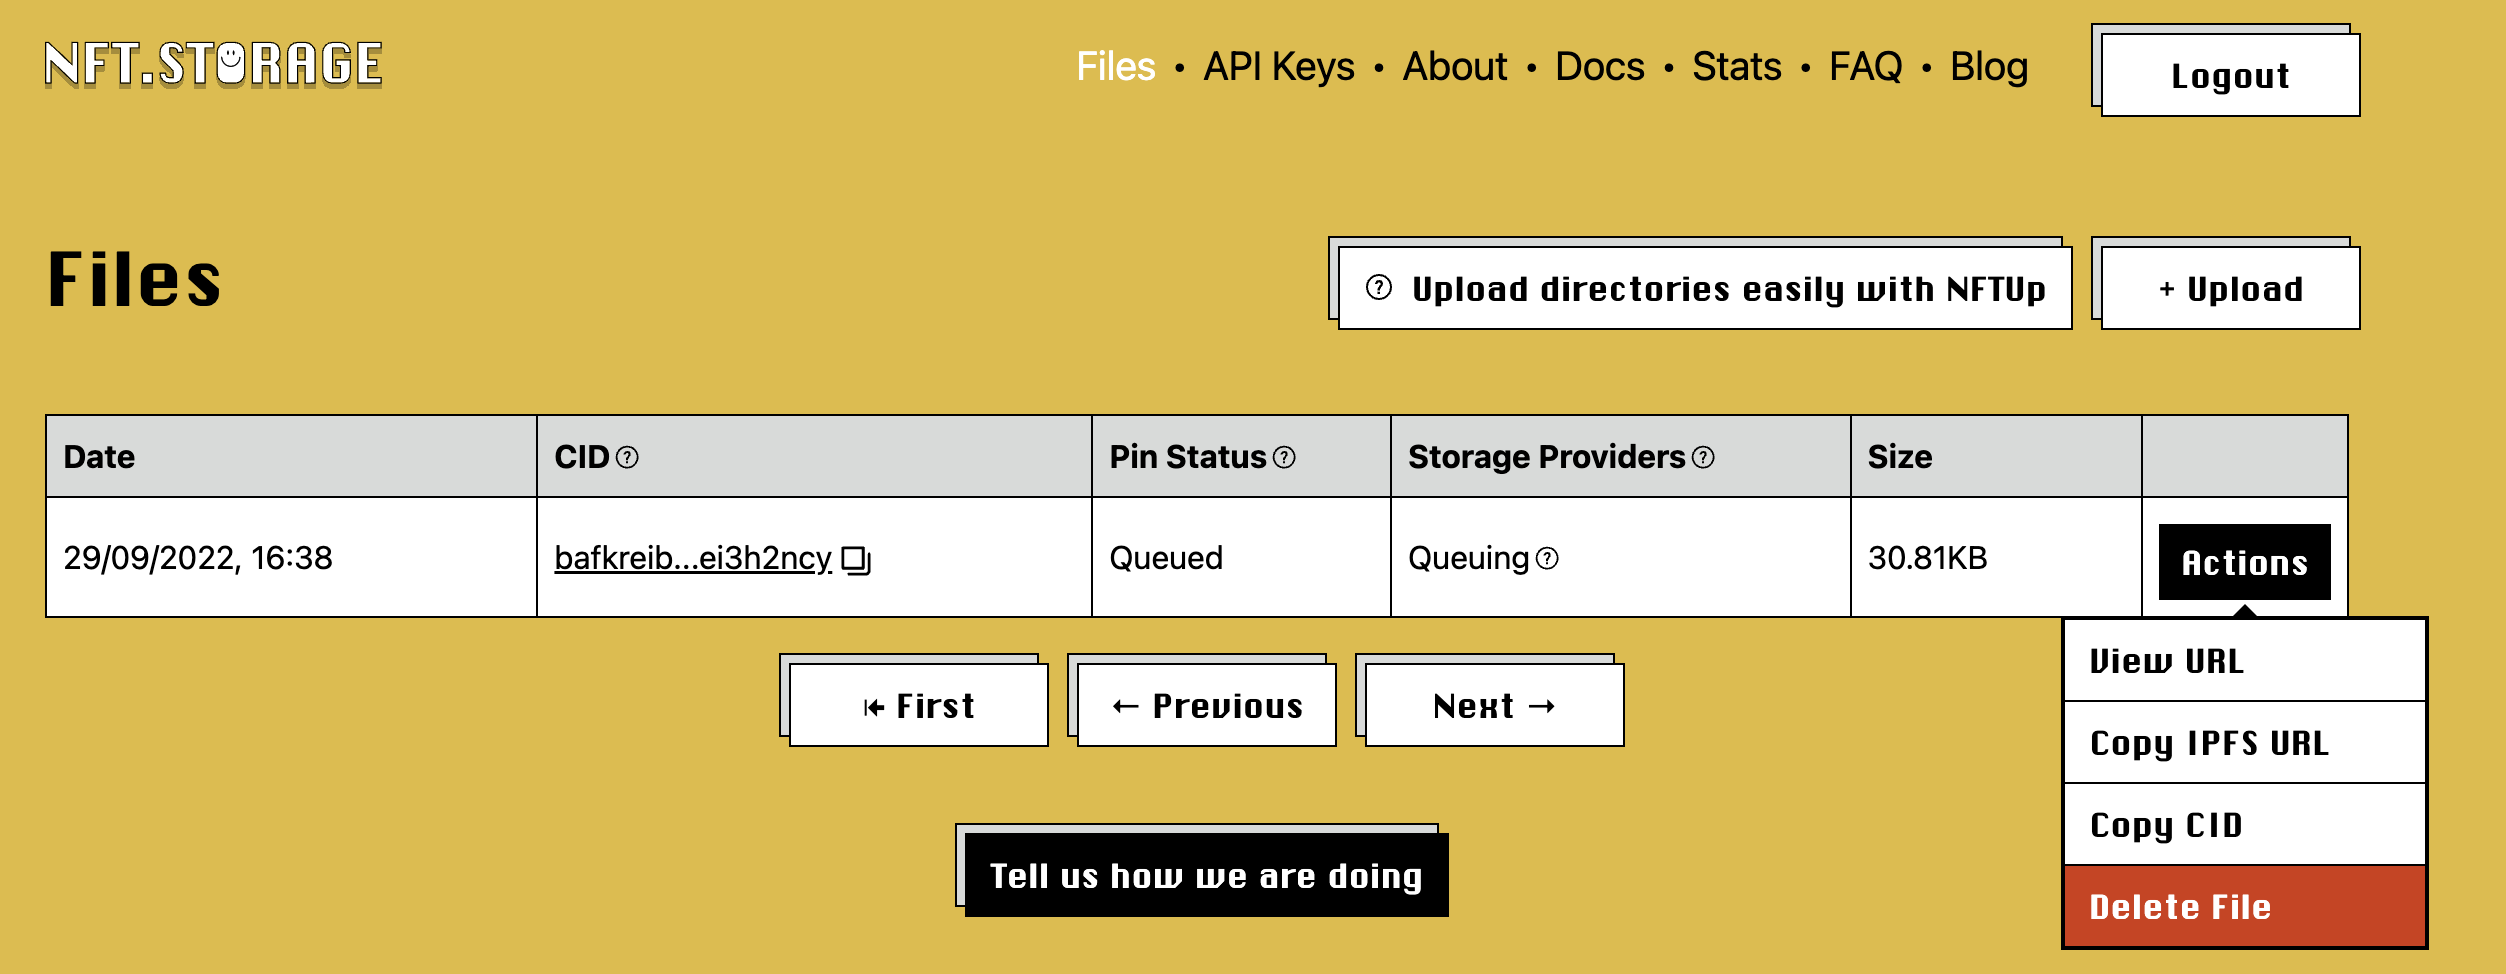 NFT.STORAGE
Files • API Keys • About • Docs • Stats • FAQ • Blog
Logout
Files
? Upload directories easily with NFTUp
+ Upload
Date CID ? Pin Status ? Storage Providers ? Size
29/09/2022, 16:38 bafkreib...ei3h2ncy Queued Queuing ? 30.81KB Actions
View URL
Copy IPFS URL
Copy CID
Delete File
⇤ First ← Previous Next →
Tell us how we are doing